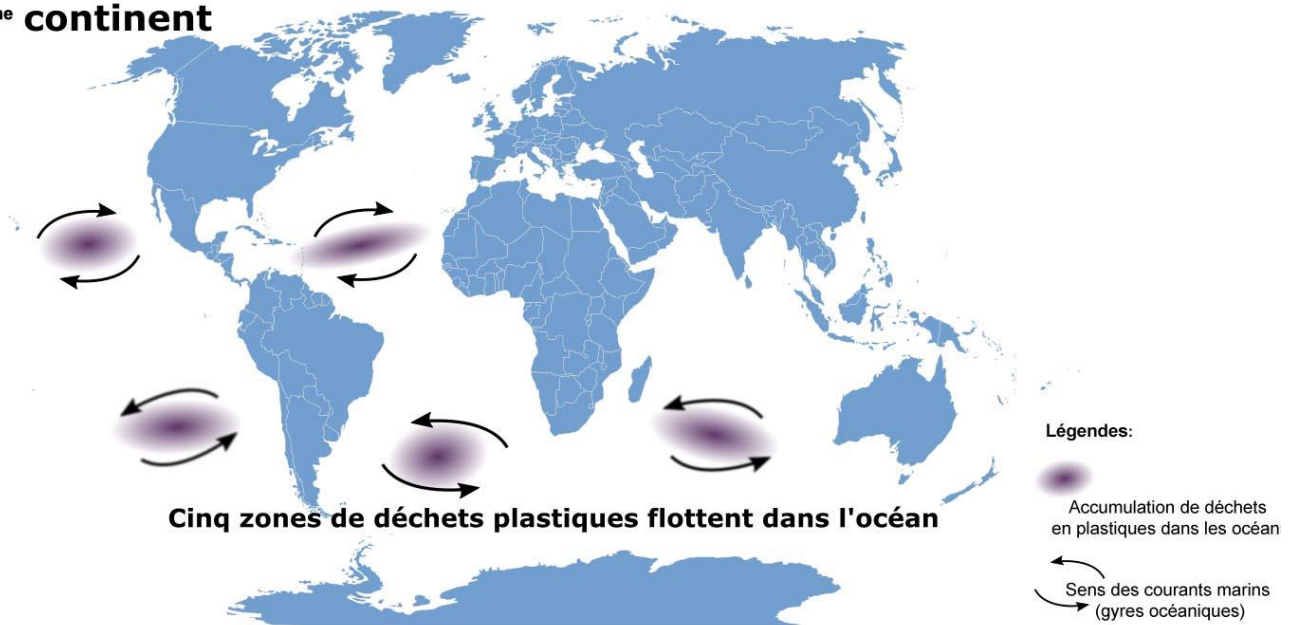 continent
Cinq zones de déchets plastiques flottent dans l'océan
Légendes:
Accumulation de déchets
en plastiques dans les océan
Sens des courants marins
(gyres océaniques)